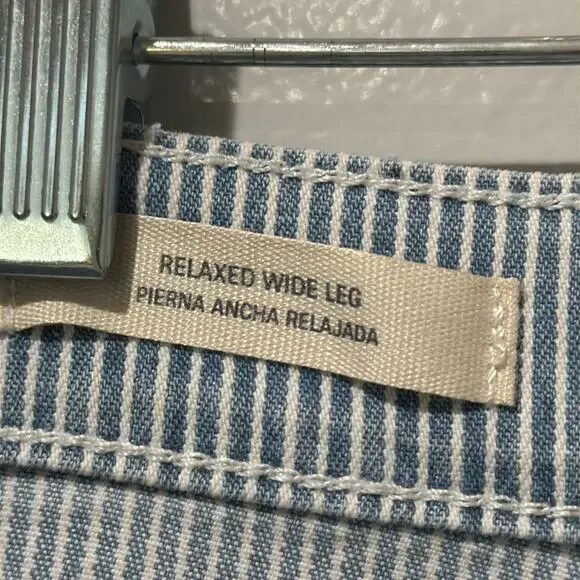 RELAXED WIDE LEG
PIERNA ANCHA RELAJADA